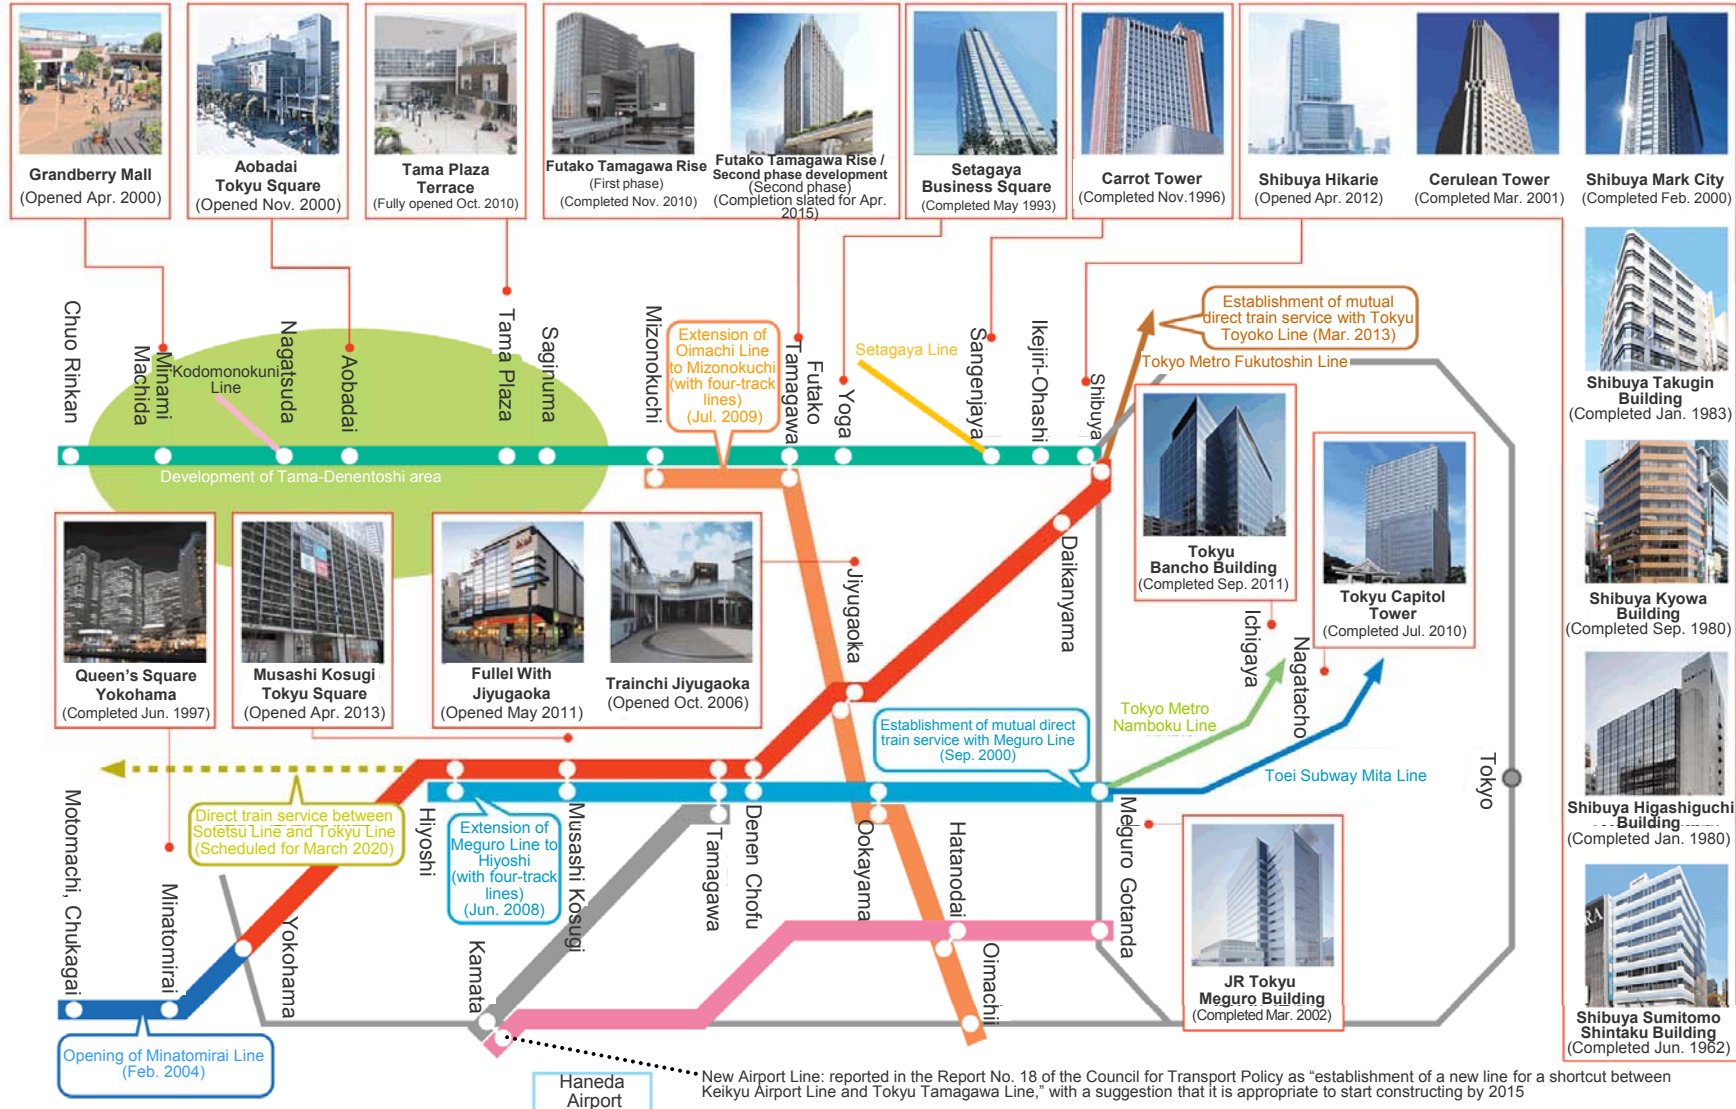 Grandberry Mall
(Opened Apr. 2000)
Aobadai
Tokyu Square
(Opened Nov. 2000)
Tama Plaza
Terrace
(Fully opened Oct. 2010)
Futako Tamagawa Rise
(First phase)
(Completed Nov. 2010)
Futako Tamagawa Rise /
Second phase development
(Second phase)
(Completion slated for Apr.
2015)
Setagaya
Business Square
(Completed May 1993)
Carrot Tower
(Completed Nov.1996)
Shibuya Hikarie
(Opened Apr. 2012)
Cerulean Tower
(Completed Mar. 2001)
Shibuya Mark City
(Completed Feb. 2000)
Shibuya Takugin
Building
(Completed Jan. 1983)
Shibuya Kyowa
Building
(Completed Sep. 1980)
Shibuya Higashiguchi
Building
(Completed Jan. 1980)
Shibuya Sumitomo
Shintaku Building
(Completed Jun. 1962)
Chuo Rinkan
Minami
Machida
Kodomonokuni
Line
Nagatsuda
Aobadai
Tama Plaza
Saginuma
Mizonokuchi
Extension of
Oimachi Line
to Mizonokuchi
(with four-track
lines)
(Jul. 2009)
Futako
Tamagawa
Yoga
Setagaya Line
Sangenjaya
Ikejiri-Ohashi
Shibuya
Establishment of mutual
direct train service with Tokyu
Toyoko Line (Mar. 2013)
Tokyo Metro Fukutoshin Line
Development of Tama-Denentoshi area
Queen's Square
Yokohama
(Completed Jun. 1997)
Musashi Kosugi
Tokyu Square
(Opened Apr. 2013)
Fullel With
Jiyugaoka
(Opened May 2011)
Trainchi Jiyugaoka
(Opened Oct. 2006)
Jiyugaoka
Daikanyama
Tokyu
Bancho Building
(Completed Sep. 2011)
Tokyu Capitol
Tower
(Completed Jul. 2010)
Ichigaya
Nagatacho
Tokyo Metro
Namboku Line
Toei Subway Mita Line
Establishment of mutual direct
train service with Meguro Line
(Sep. 2000)
Tokyo
Direct train service between
Sotetsu Line and Tokyu Line
(Scheduled for March 2020)
Hiyoshi
Extension of
Meguro Line to
Hiyoshi
(with four-track
lines)
(Jun. 2008)
Musashi Kosugi
Tamagawa
Denen Chofu
Ookayama
Hatanodai
Oimachii
Meguro Gotanda
JR Tokyu
Meguro Building
(Completed Mar. 2002)
Motomachi, Chukagai
Minatomirai
Yokohama
Kamata
Opening of Minatomirai Line
(Feb. 2004)
Haneda
Airport
New Airport Line: reported in the Report No. 18 of the Council for Transport Policy as “establishment of a new line for a shortcut between
Keikyu Airport Line and Tokyu Tamagawa Line,” with a suggestion that it is appropriate to start constructing by 2015